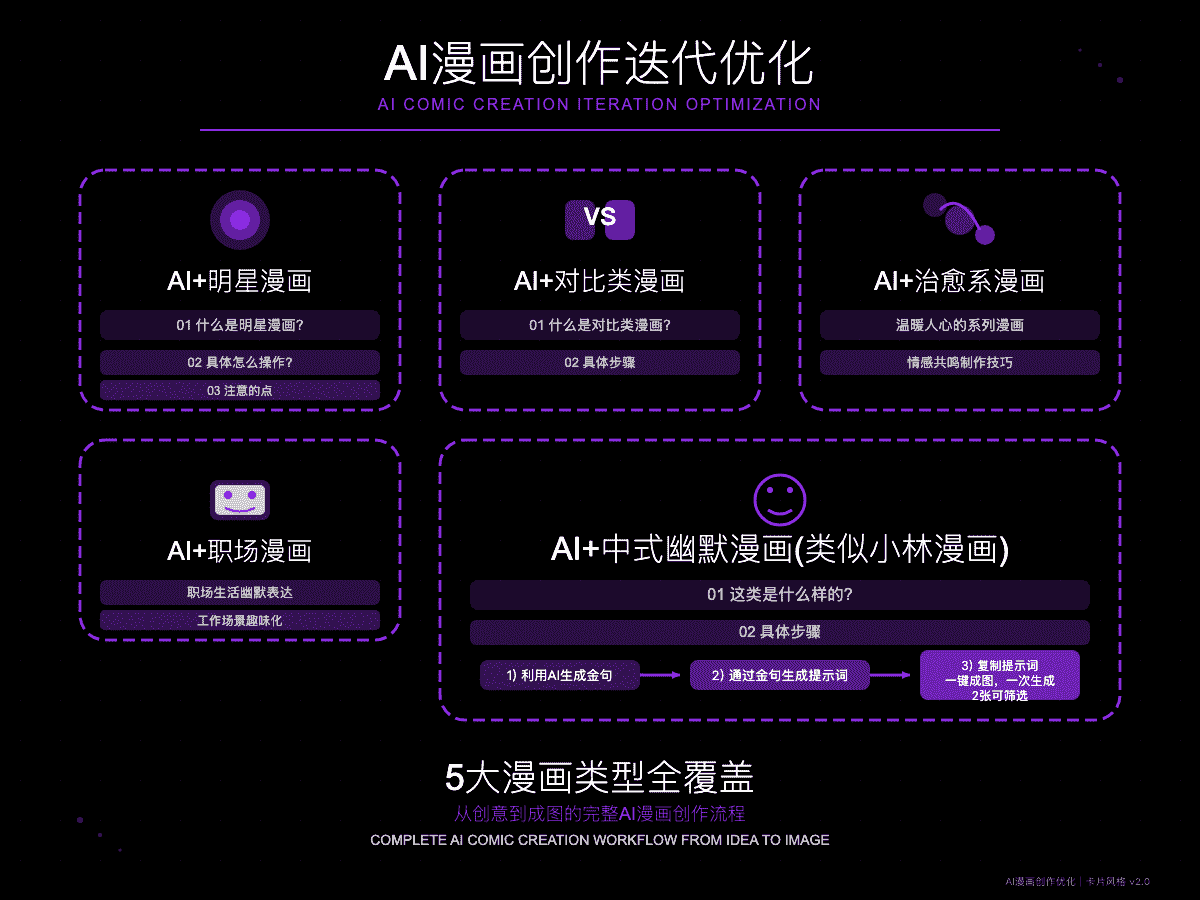 AI漫画创作迭代优化
AI COMIC CREATION ITERATION OPTIMIZATION
AI+明星漫画
01 什么是明星漫画?
02 具体怎么操作?
03 注意的点
VS
AI+对比类漫画
01 什么是对比类漫画?
02 具体步骤
AI+治愈系漫画
温暖人心的系列漫画
情感共鸣制作技巧
AI+职场漫画
职场生活幽默表达
工作场景趣味化
AI+中式幽默漫画(类似小林漫画)
01 这类是什么样的?
02 具体步骤
1) 利用AI生成金句
2) 通过金句生成提示词
3) 复制提示词
一键成图，一次生成
2张可筛选
5大漫画类型全覆盖
从创意到成图的完整AI漫画创作流程
COMPLETE AI COMIC CREATION WORKFLOW FROM IDEA TO IMAGE
AI漫画创作优化 | 卡片风格 v2.0